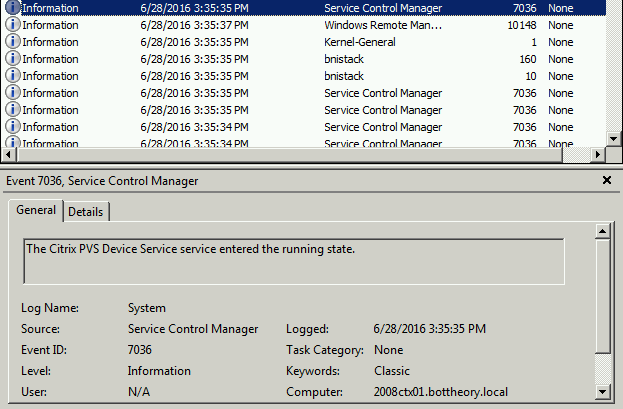 Information 6/28/2016 3:35:35 PM Service Control Manager 7036 None
Information 6/28/2016 3:35:37 PM Windows Remote Man... 10148 None
Information 6/28/2016 3:35:35 PM Kernel-General 1 None
Information 6/28/2016 3:35:35 PM bnistack 160 None
Information 6/28/2016 3:35:35 PM bnistack 10 None
Information 6/28/2016 3:35:35 PM Service Control Manager 7036 None
Information 6/28/2016 3:35:35 PM Service Control Manager 7036 None
Information 6/28/2016 3:35:34 PM Service Control Manager 7036 None
Information 6/28/2016 3:35:34 PM Service Control Manager 7036 None
Event 7036, Service Control Manager
General Details
The Citrix PVS Device Service service entered the running state.
Log Name: System
Source: Service Control Manager Logged: 6/28/2016 3:35:35 PM
Event ID: 7036 Task Category: None
Level: Information Keywords: Classic
User: N/A Computer: 2008ctx01.bottheory.local